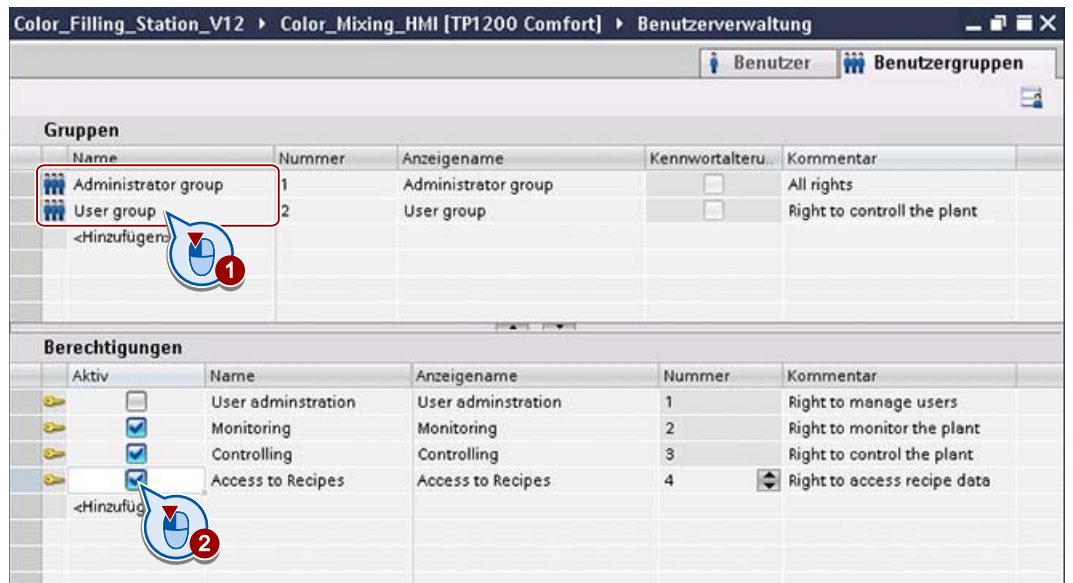 Color_Filling_Station_V12 ▸ Color_Mixing_HMI [TP1200 Comfort] ▸ Benutzerverwaltung
Benutzer Benutzergruppen
Gruppen
Name Nummer Anzeigename Kennwortalteru... Kommentar
Administrator group 1 Administrator group All rights
User group 2 User group Right to controll the plant
<Hinzufügen>
1
Berechtigungen
Aktiv Name Anzeigename Nummer Kommentar
User adminstration User adminstration 1 Right to manage users
Monitoring Monitoring 2 Right to monitor the plant
Controlling Controlling 3 Right to control the plant
Access to Recipes Access to Recipes 4 Right to access recipe data
<Hinzufüg
2